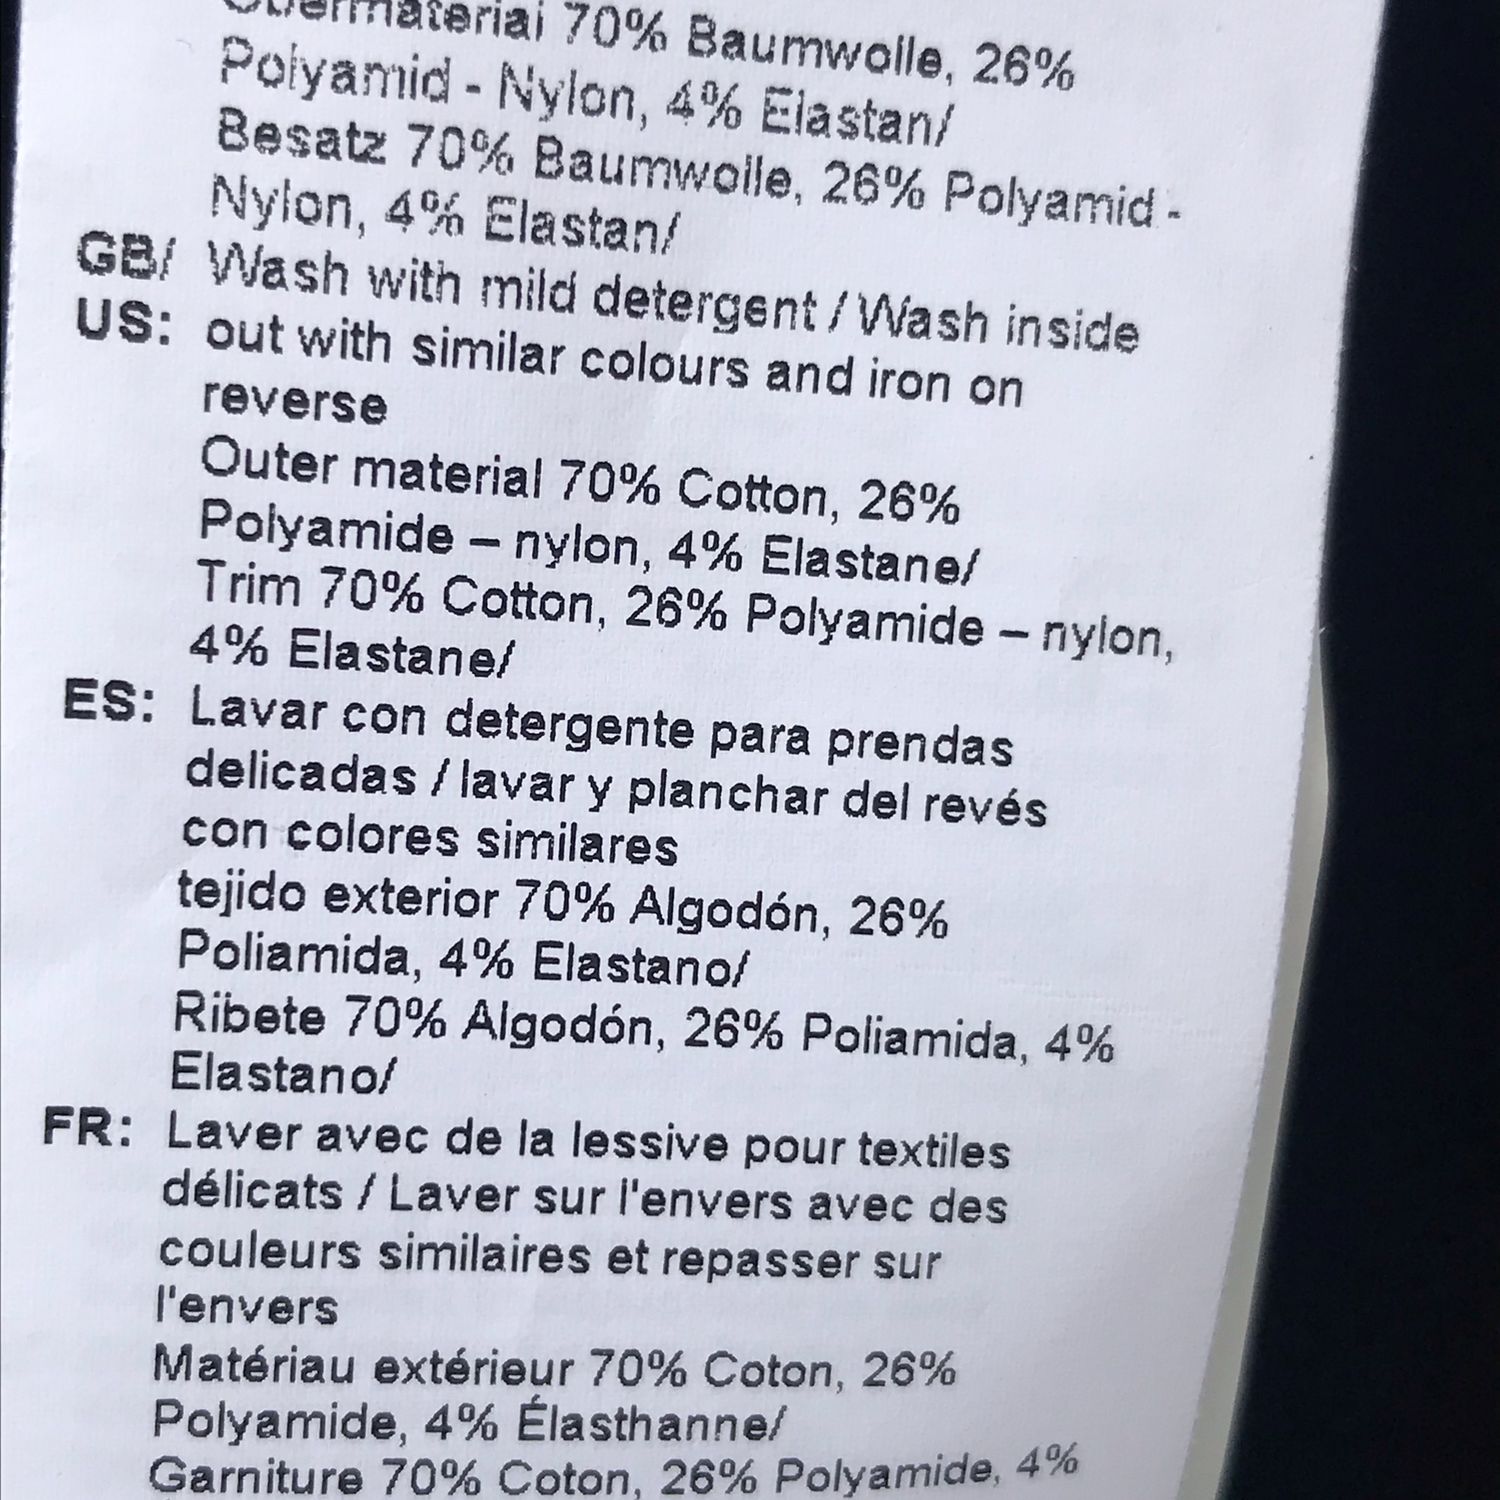 Obermaterial 70% Baumwolle, 26%
Polyamid - Nylon, 4% Elastan/
Besatz 70% Baumwolle, 26% Polyamid -
Nylon, 4% Elastan/
GB/ Wash with mild detergent / Wash inside
US: out with similar colours and iron on
reverse
Outer material 70% Cotton, 26%
Polyamide – nylon, 4% Elastane/
Trim 70% Cotton, 26% Polyamide – nylon,
4% Elastane/
ES: Lavar con detergente para prendas
delicadas / lavar y planchar del revés
con colores similares
tejido exterior 70% Algodón, 26%
Poliamida, 4% Elastano/
Ribete 70% Algodón, 26% Poliamida, 4%
Elastano/
FR: Laver avec de la lessive pour textiles
délicats / Laver sur l'envers avec des
couleurs similaires et repasser sur
l'envers
Matériau extérieur 70% Coton, 26%
Polyamide, 4% Élasthanne/
Garniture 70% Coton, 26% Polyamide, 4%